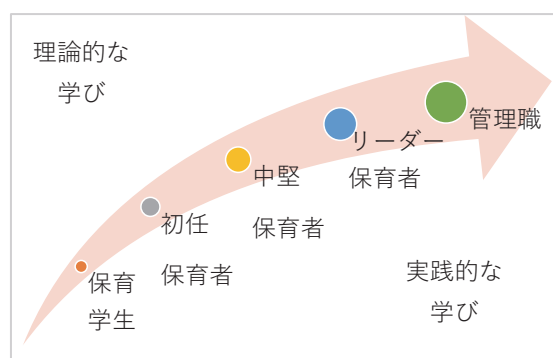 理論的な
学び
管理職
リーダー
保育者
中堅
保育者
初任
保育者
保育
学生
実践的な
学び